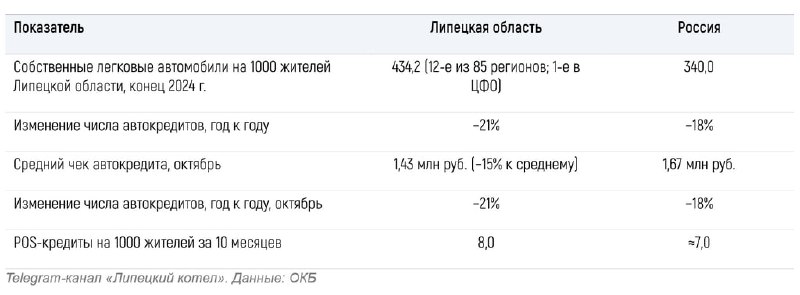 Показатель Липецкая область Россия
Собственные легковые автомобили на 1000 жителей 434,2 (12-е из 85 регионов; 1-е в 340,0
Липецкой области, конец 2024 г. ЦФО)
Изменение числа автокредитов, год к году −21% −18%
Средний чек автокредита, октябрь 1,43 млн руб. (−15% к среднему) 1,67 млн руб.
Изменение числа автокредитов, год к году, октябрь −21% −18%
POS-кредиты на 1000 жителей за 10 месяцев 8,0 ≈7,0
Telegram-канал «Липецкий котел». Данные: ОКБ